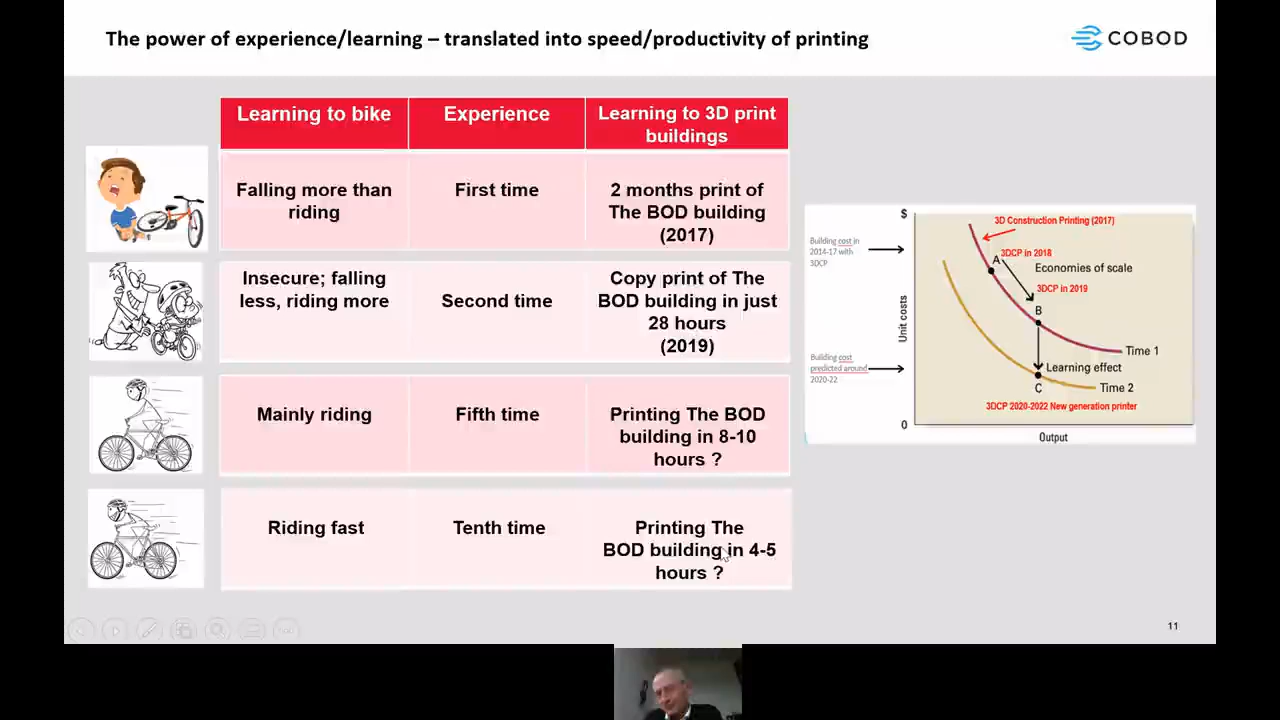 The power of experience/learning – translated into speed/productivity of printing
COBOD
Learning to bike
Experience
Learning to 3D print
buildings
Falling more than
riding
First time
2 months print of
The BOD building
(2017)
Insecure; falling
less, riding more
Second time
Copy print of The
BOD building in just
28 hours
(2019)
Mainly riding
Fifth time
Printing The BOD
building in 8-10
hours ?
Riding fast
Tenth time
Printing The
BOD building in 4-5
hours ?
Building cost in
2014-17 with
3DCP
Building cost
predicted around
2020-22
$
3D Construction Printing (2017)
A
3DCP in 2018
Economies of scale
3DCP in 2019
B
Unit costs
Time 1
Learning effect
C
Time 2
3DCP 2020-2022 New generation printer
0
Output
11